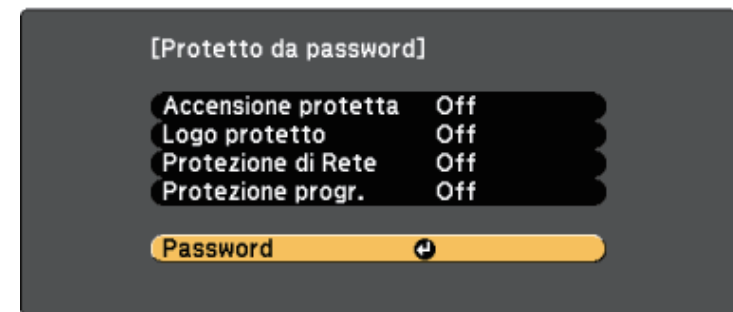 [Protetto da password]
Accensione protetta Off
Logo protetto Off
Protezione di Rete Off
Protezione progr. Off
Password